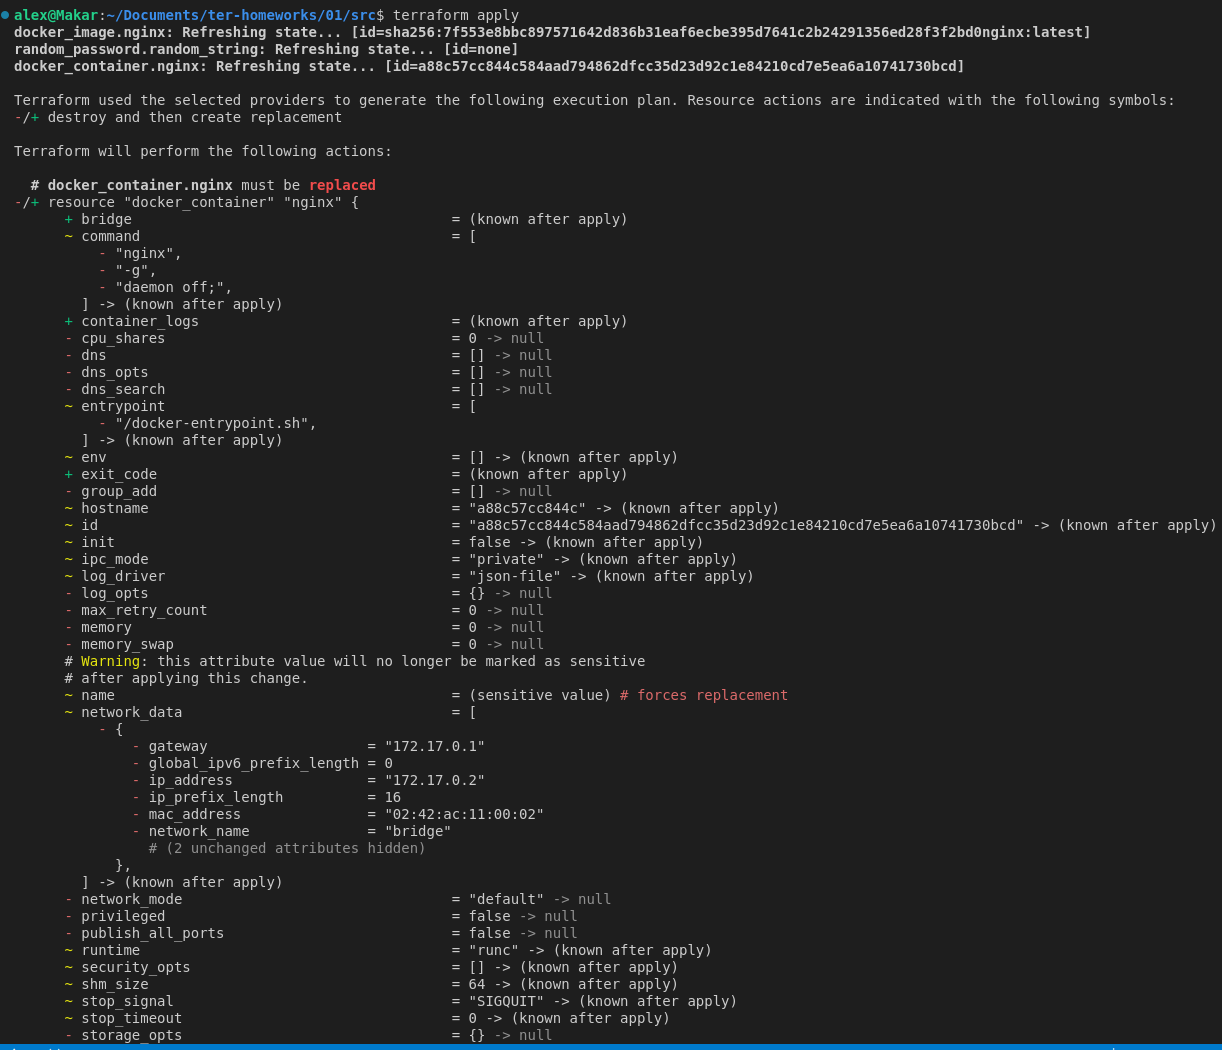 alex@Makar:~/Documents/ter-homeworks/01/src$ terraform apply
docker_image.nginx: Refreshing state... [id=sha256:7f553e8bbc897571642d836b31eaf6ecbe395d7641c2b24291356ed28f3f2bd0nginx:latest]
random_password.random_string: Refreshing state... [id=none]
docker_container.nginx: Refreshing state... [id=a88c57cc844c584aad794862dfcc35d23d92c1e84210cd7e5ea6a10741730bcd]

Terraform used the selected providers to generate the following execution plan. Resource actions are indicated with the following symbols:
-/+ destroy and then create replacement

Terraform will perform the following actions:

  # docker_container.nginx must be replaced
-/+ resource "docker_container" "nginx" {
      + bridge                                      = (known after apply)
      ~ command                                     = [
          - "nginx",
          - "-g",
          - "daemon off;",
        ] -> (known after apply)
      + container_logs                              = (known after apply)
      - cpu_shares                                  = 0 -> null
      - dns                                         = [] -> null
      - dns_opts                                    = [] -> null
      - dns_search                                  = [] -> null
      ~ entrypoint                                  = [
          - "/docker-entrypoint.sh",
        ] -> (known after apply)
      ~ env                                         = [] -> (known after apply)
      + exit_code                                   = (known after apply)
      - group_add                                   = [] -> null
      ~ hostname                                    = "a88c57cc844c" -> (known after apply)
      ~ id                                          = "a88c57cc844c584aad794862dfcc35d23d92c1e84210cd7e5ea6a10741730bcd" -> (known after apply)
      ~ init                                        = false -> (known after apply)
      ~ ipc_mode                                    = "private" -> (known after apply)
      ~ log_driver                                  = "json-file" -> (known after apply)
      - log_opts                                    = {} -> null
      - max_retry_count                             = 0 -> null
      - memory                                      = 0 -> null
      - memory_swap                                 = 0 -> null
      # Warning: this attribute value will no longer be marked as sensitive
      # after applying this change.
      ~ name                                        = (sensitive value) # forces replacement
      ~ network_data                                = [
          - {
              - gateway                   = "172.17.0.1"
              - global_ipv6_prefix_length = 0
              - ip_address                = "172.17.0.2"
              - ip_prefix_length          = 16
              - mac_address               = "02:42:ac:11:00:02"
              - network_name              = "bridge"
                # (2 unchanged attributes hidden)
            },
        ] -> (known after apply)
      - network_mode                                = "default" -> null
      - privileged                                  = false -> null
      - publish_all_ports                           = false -> null
      ~ runtime                                     = "runc" -> (known after apply)
      ~ security_opts                               = [] -> (known after apply)
      ~ shm_size                                    = 64 -> (known after apply)
      ~ stop_signal                                 = "SIGQUIT" -> (known after apply)
      ~ stop_timeout                                = 0 -> (known after apply)
      - storage_opts                                = {} -> null